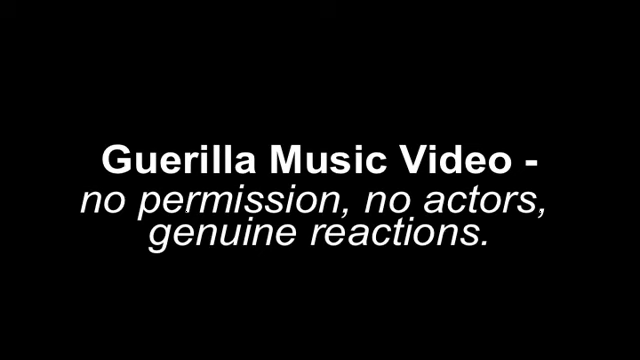 Guerilla Music Video -
no permission, no actors,
genuine reactions.